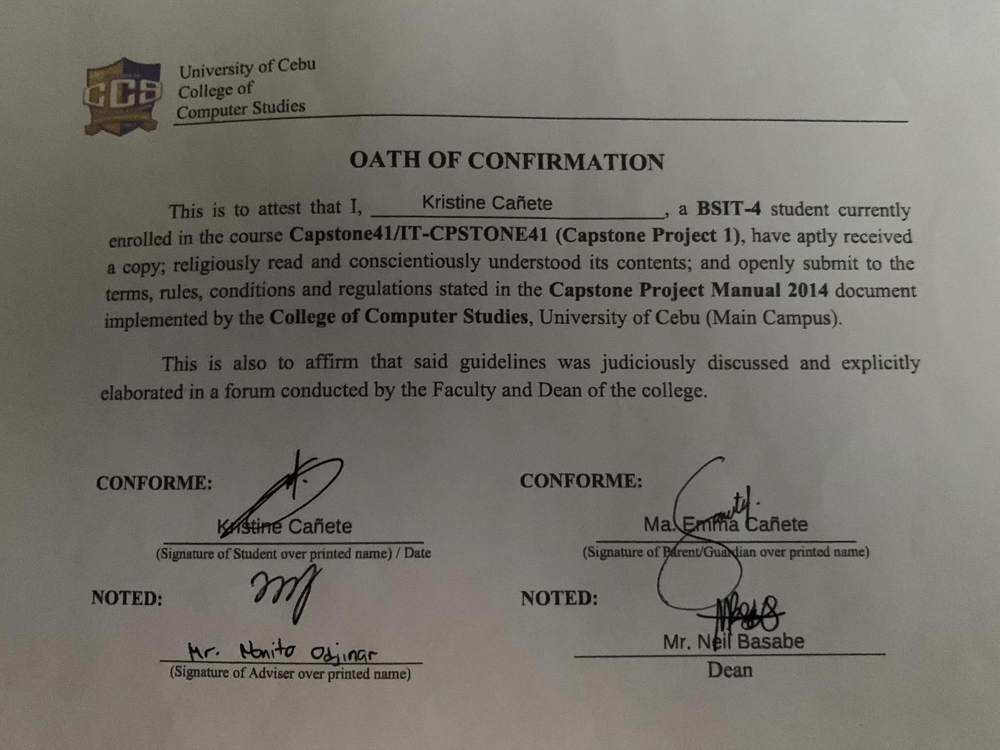 CCS
University of Cebu
College of
Computer Studies
OATH OF CONFIRMATION
This is to attest that I, Kristine Cañete, a BSIT-4 student currently
enrolled in the course Capstone41/IT-CPSTONE41 (Capstone Project 1), have aptly received
a copy; religiously read and conscientiously understood its contents; and openly submit to the
terms, rules, conditions and regulations stated in the Capstone Project Manual 2014 document
implemented by the College of Computer Studies, University of Cebu (Main Campus).
This is also to affirm that said guidelines was judiciously discussed and explicitly
elaborated in a forum conducted by the Faculty and Dean of the college.
CONFORME:
Kristine Cañete
(Signature of Student over printed name) / Date
CONFORME:
Ma. Emma Cañete
(Signature of Parent/Guardian over printed name)
NOTED:
Mr. Nonito Odjinar
(Signature of Adviser over printed name)
NOTED:
Mr. Neil Basabe
Dean